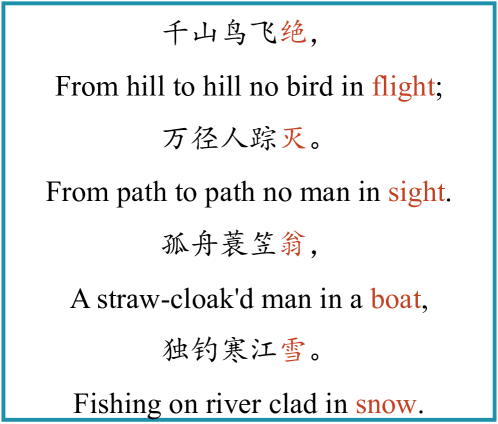 千山鸟飞绝，
From hill to hill no bird in flight;
万径人踪灭。
From path to path no man in sight.
孤舟蓑笠翁，
A straw-cloak'd man in a boat,
独钓寒江雪。
Fishing on river clad in snow.